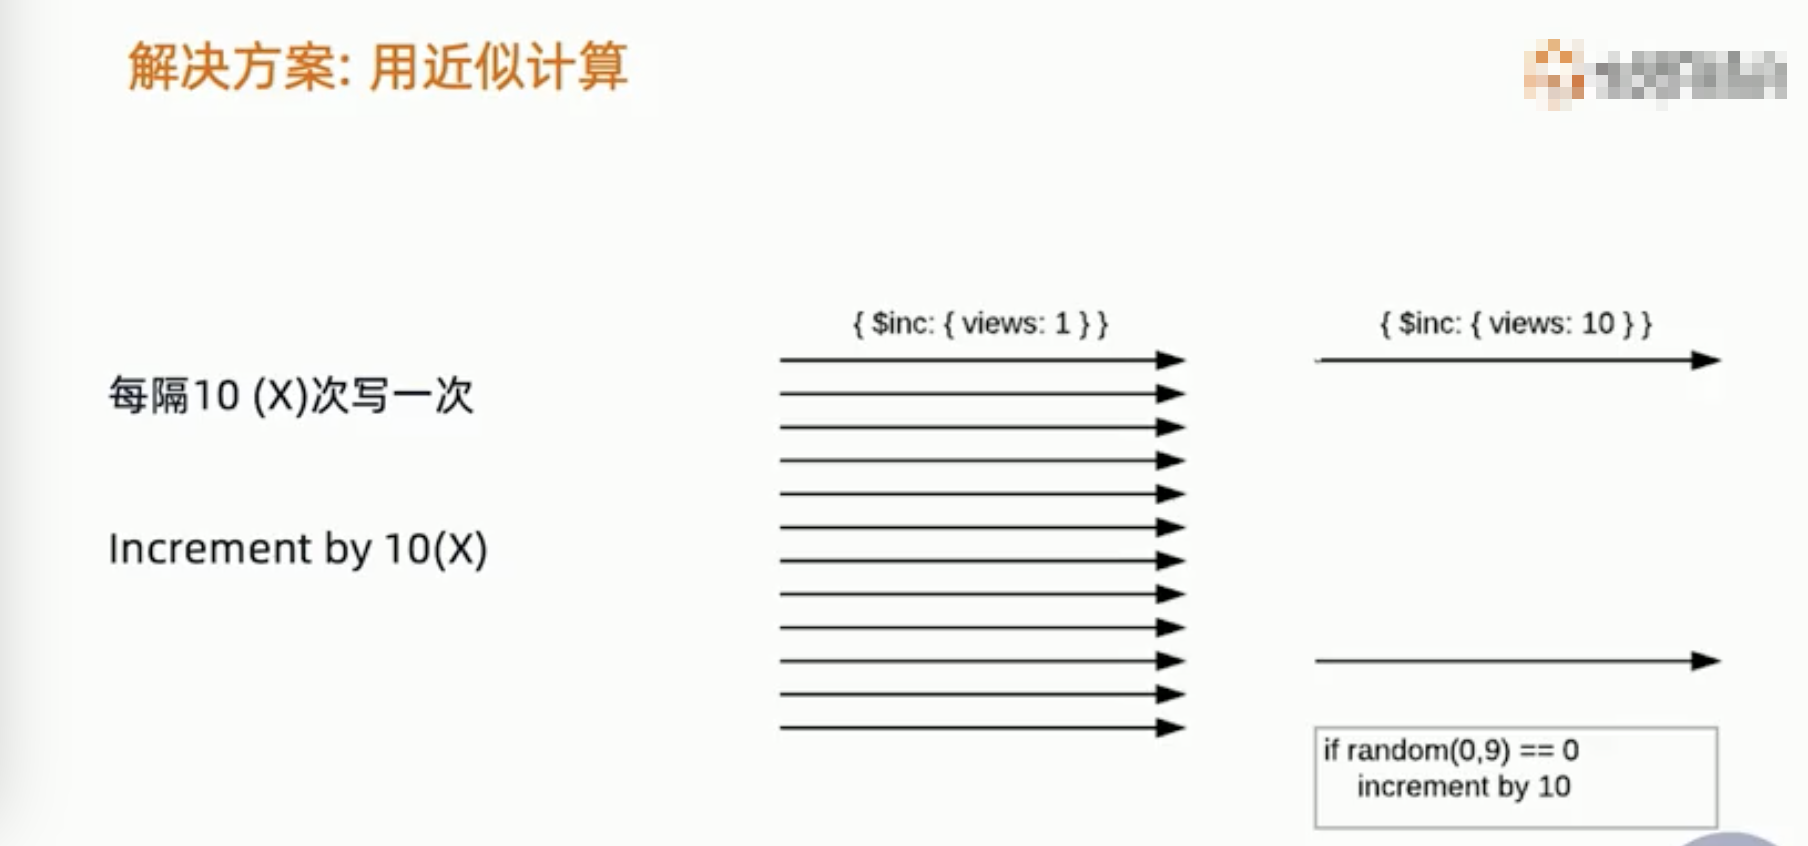 解决方案: 用近似计算
{ $inc: { views: 1 } }
{ $inc: { views: 10 } }
每隔10 (X)次写一次
Increment by 10(X)
if random(0,9) == 0
increment by 10